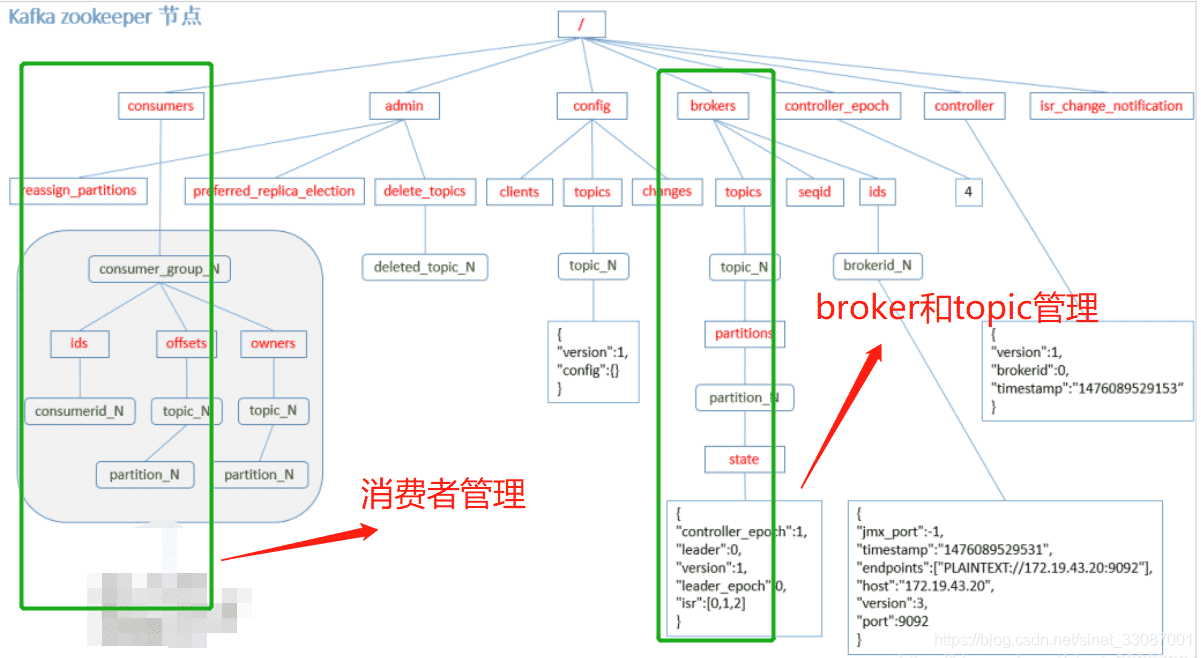 Kafka zookeeper 节点
/
consumers
admin
config
brokers
controller_epoch
controller
isr_change_notification
reassign_partitions
preferred_replica_election
delete_topics
clients
topics
changes
topics
seqid
ids
4
consumer_group_N
deleted_topic_N
topic_N
topic_N
brokerid_N
ids
offsets
owners
{
"version":1,
"config":{}
}
partitions
broker和topic管理
{
"version":1,
"brokerid":0,
"timestamp":"1476089529153"
}
consumerid_N
topic_N
topic_N
partition_N
partition_N
partition_N
state
消费者管理
{
"controller_epoch":1,
"leader":0,
"version":1,
"leader_epoch":0,
"isr":[0,1,2]
}
{
"jmx_port":-1,
"timestamp":"1476089529531",
"endpoints":["PLAINTEXT://172.19.43.20:9092"],
"host":"172.19.43.20",
"version":3,
"port":9092
}
https://blog.csdn.net/sinat_33087001